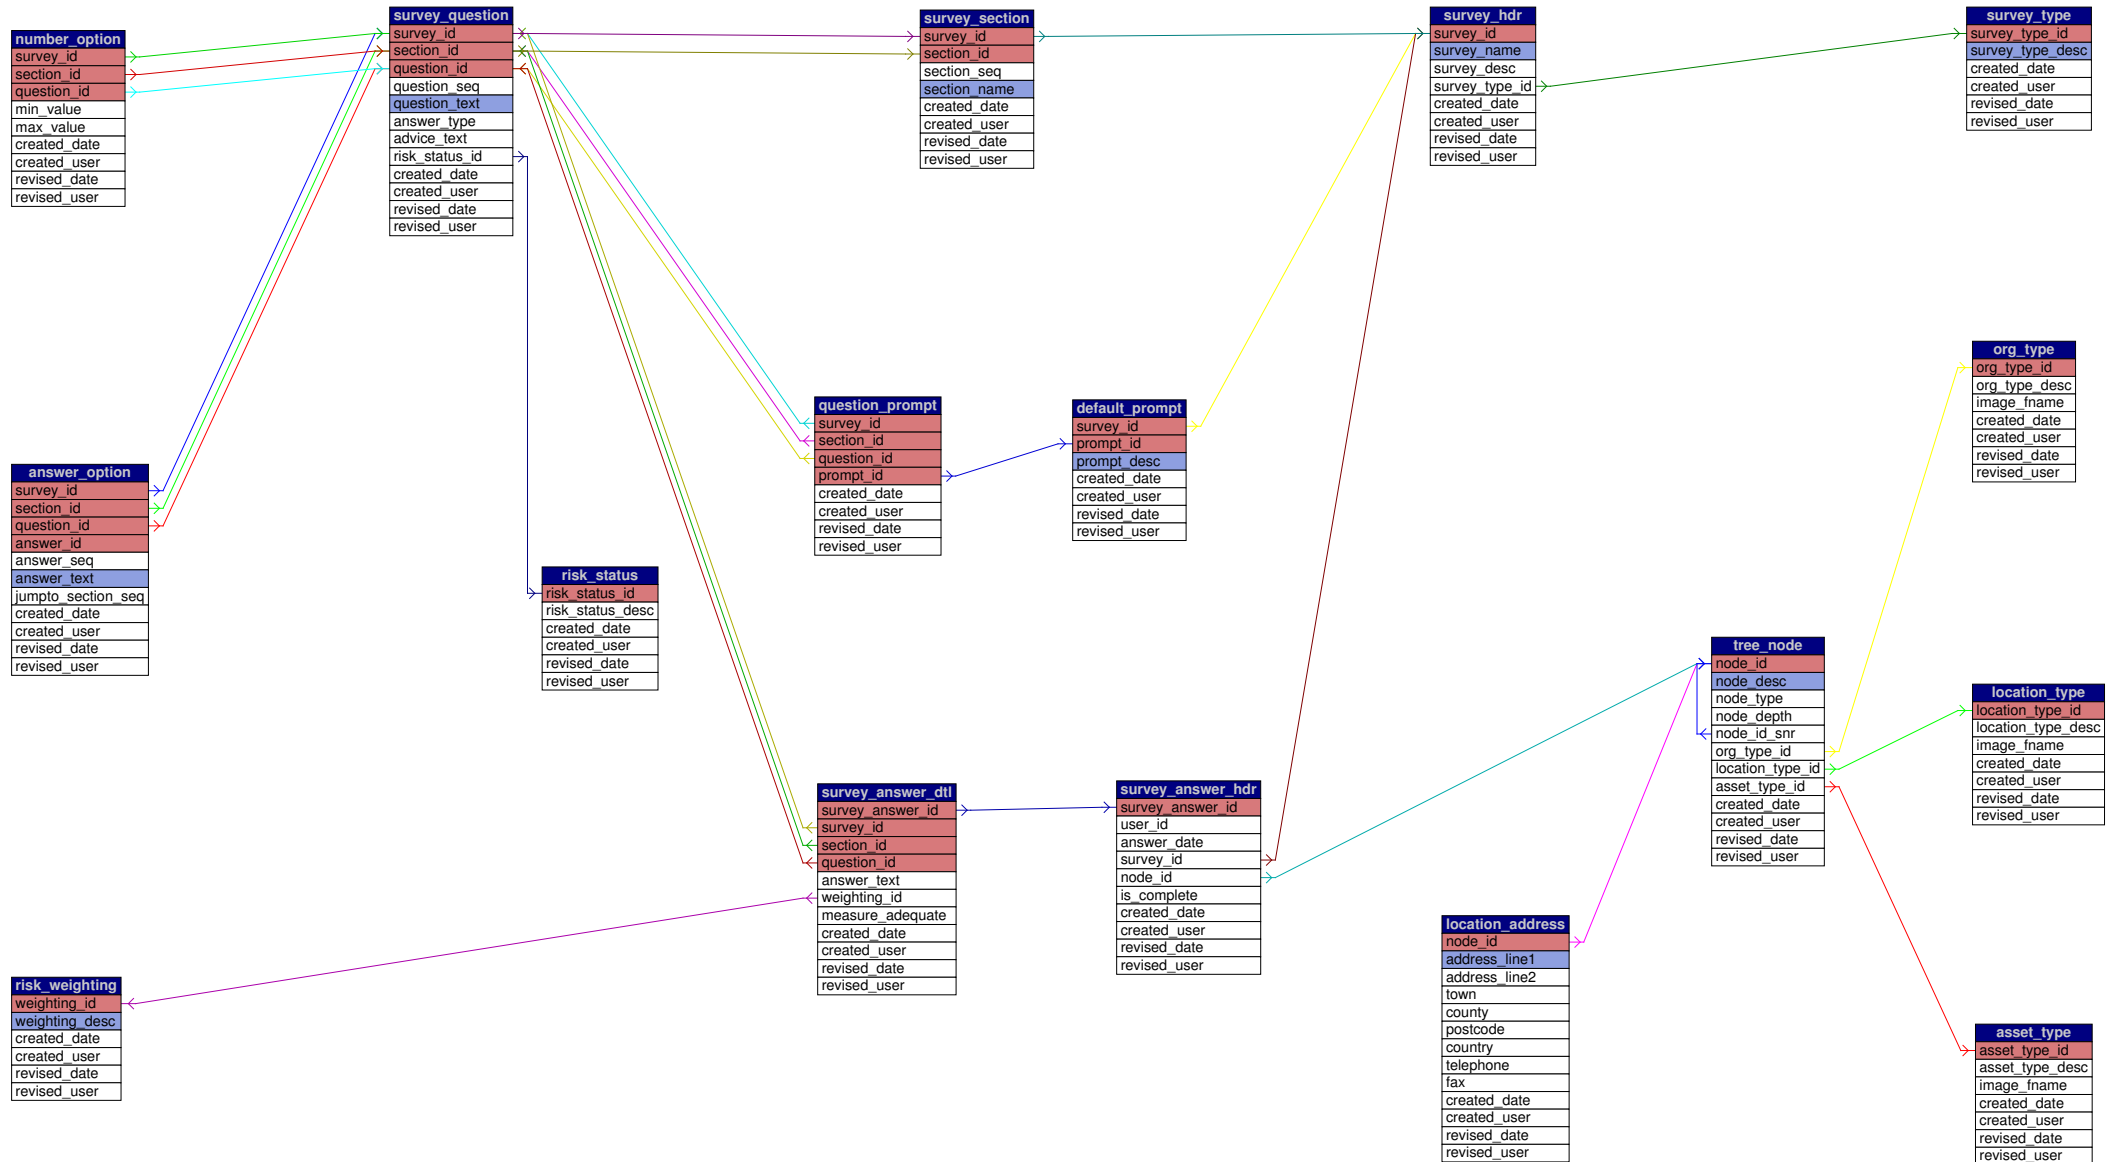 number_option
survey_id
section_id
question_id
min_value
max_value
created_date
created_user
revised_date
revised_user
survey_question
survey_id
section_id
question_id
question_seq
question_text
answer_type
advice_text
risk_status_id
created_date
created_user
revised_date
revised_user
survey_section
survey_id
section_id
section_seq
section_name
created_date
created_user
revised_date
revised_user
survey_hdr
survey_id
survey_name
survey_desc
survey_type_id
created_date
created_user
revised_date
revised_user
survey_type
survey_type_id
survey_type_desc
created_date
created_user
revised_date
revised_user
org_type
org_type_id
org_type_desc
image_fname
created_date
created_user
revised_date
revised_user
question_prompt
survey_id
section_id
question_id
prompt_id
created_date
created_user
revised_date
revised_user
default_prompt
survey_id
prompt_id
prompt_desc
created_date
created_user
revised_date
revised_user
answer_option
survey_id
section_id
question_id
answer_id
answer_seq
answer_text
jumpto_section_seq
created_date
created_user
revised_date
revised_user
risk_status
risk_status_id
risk_status_desc
created_date
created_user
revised_date
revised_user
tree_node
node_id
node_desc
node_type
node_depth
node_id_snr
org_type_id
location_type_id
asset_type_id
created_date
created_user
revised_date
revised_user
location_type
location_type_id
location_type_desc
image_fname
created_date
created_user
revised_date
revised_user
survey_answer_dtl
survey_answer_id
survey_id
section_id
question_id
answer_text
weighting_id
measure_adequate
created_date
created_user
revised_date
revised_user
survey_answer_hdr
survey_answer_id
user_id
answer_date
survey_id
node_id
is_complete
created_date
created_user
revised_date
revised_user
location_address
node_id
address_line1
address_line2
town
county
postcode
country
telephone
fax
created_date
created_user
revised_date
revised_user
risk_weighting
weighting_id
weighting_desc
created_date
created_user
revised_date
revised_user
asset_type
asset_type_id
asset_type_desc
image_fname
created_date
created_user
revised_date
revised_user